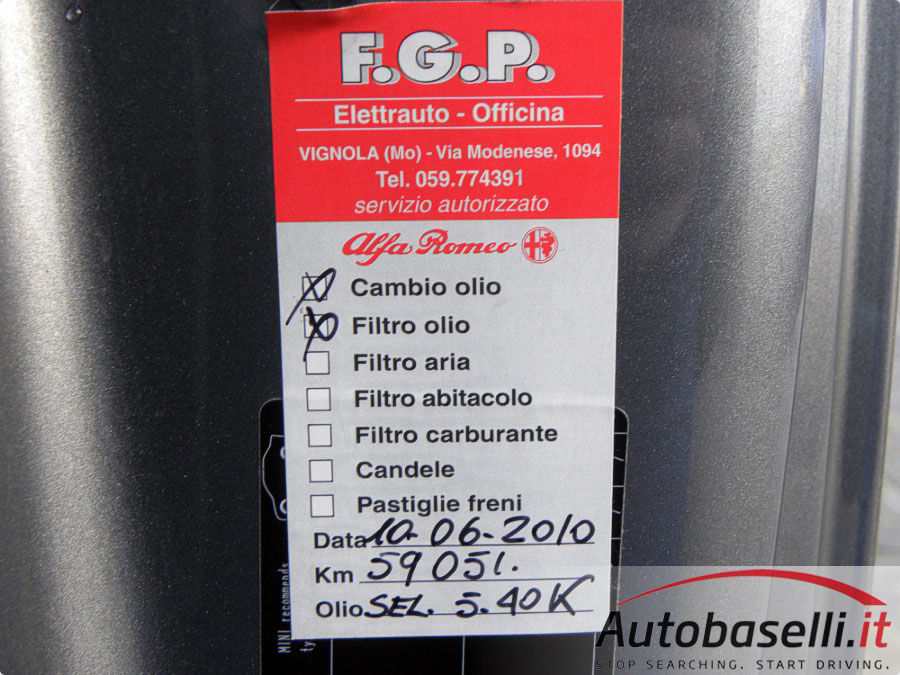 F.G.P.
Elettrauto - Officina
VIGNOLA (Mo) - Via Modenese, 1094
Tel. 059.774391
servizio autorizzato
Alfa Romeo
Cambio olio
Filtro olio
Filtro aria
Filtro abitacolo
Filtro carburante
Candele
Pastiglie freni
Data 10-06-2010
Km 59051.
Olio SEL. 5.40K
MINI recommends
Autobaselli.it
STOP SEARCHING. START DRIVING.